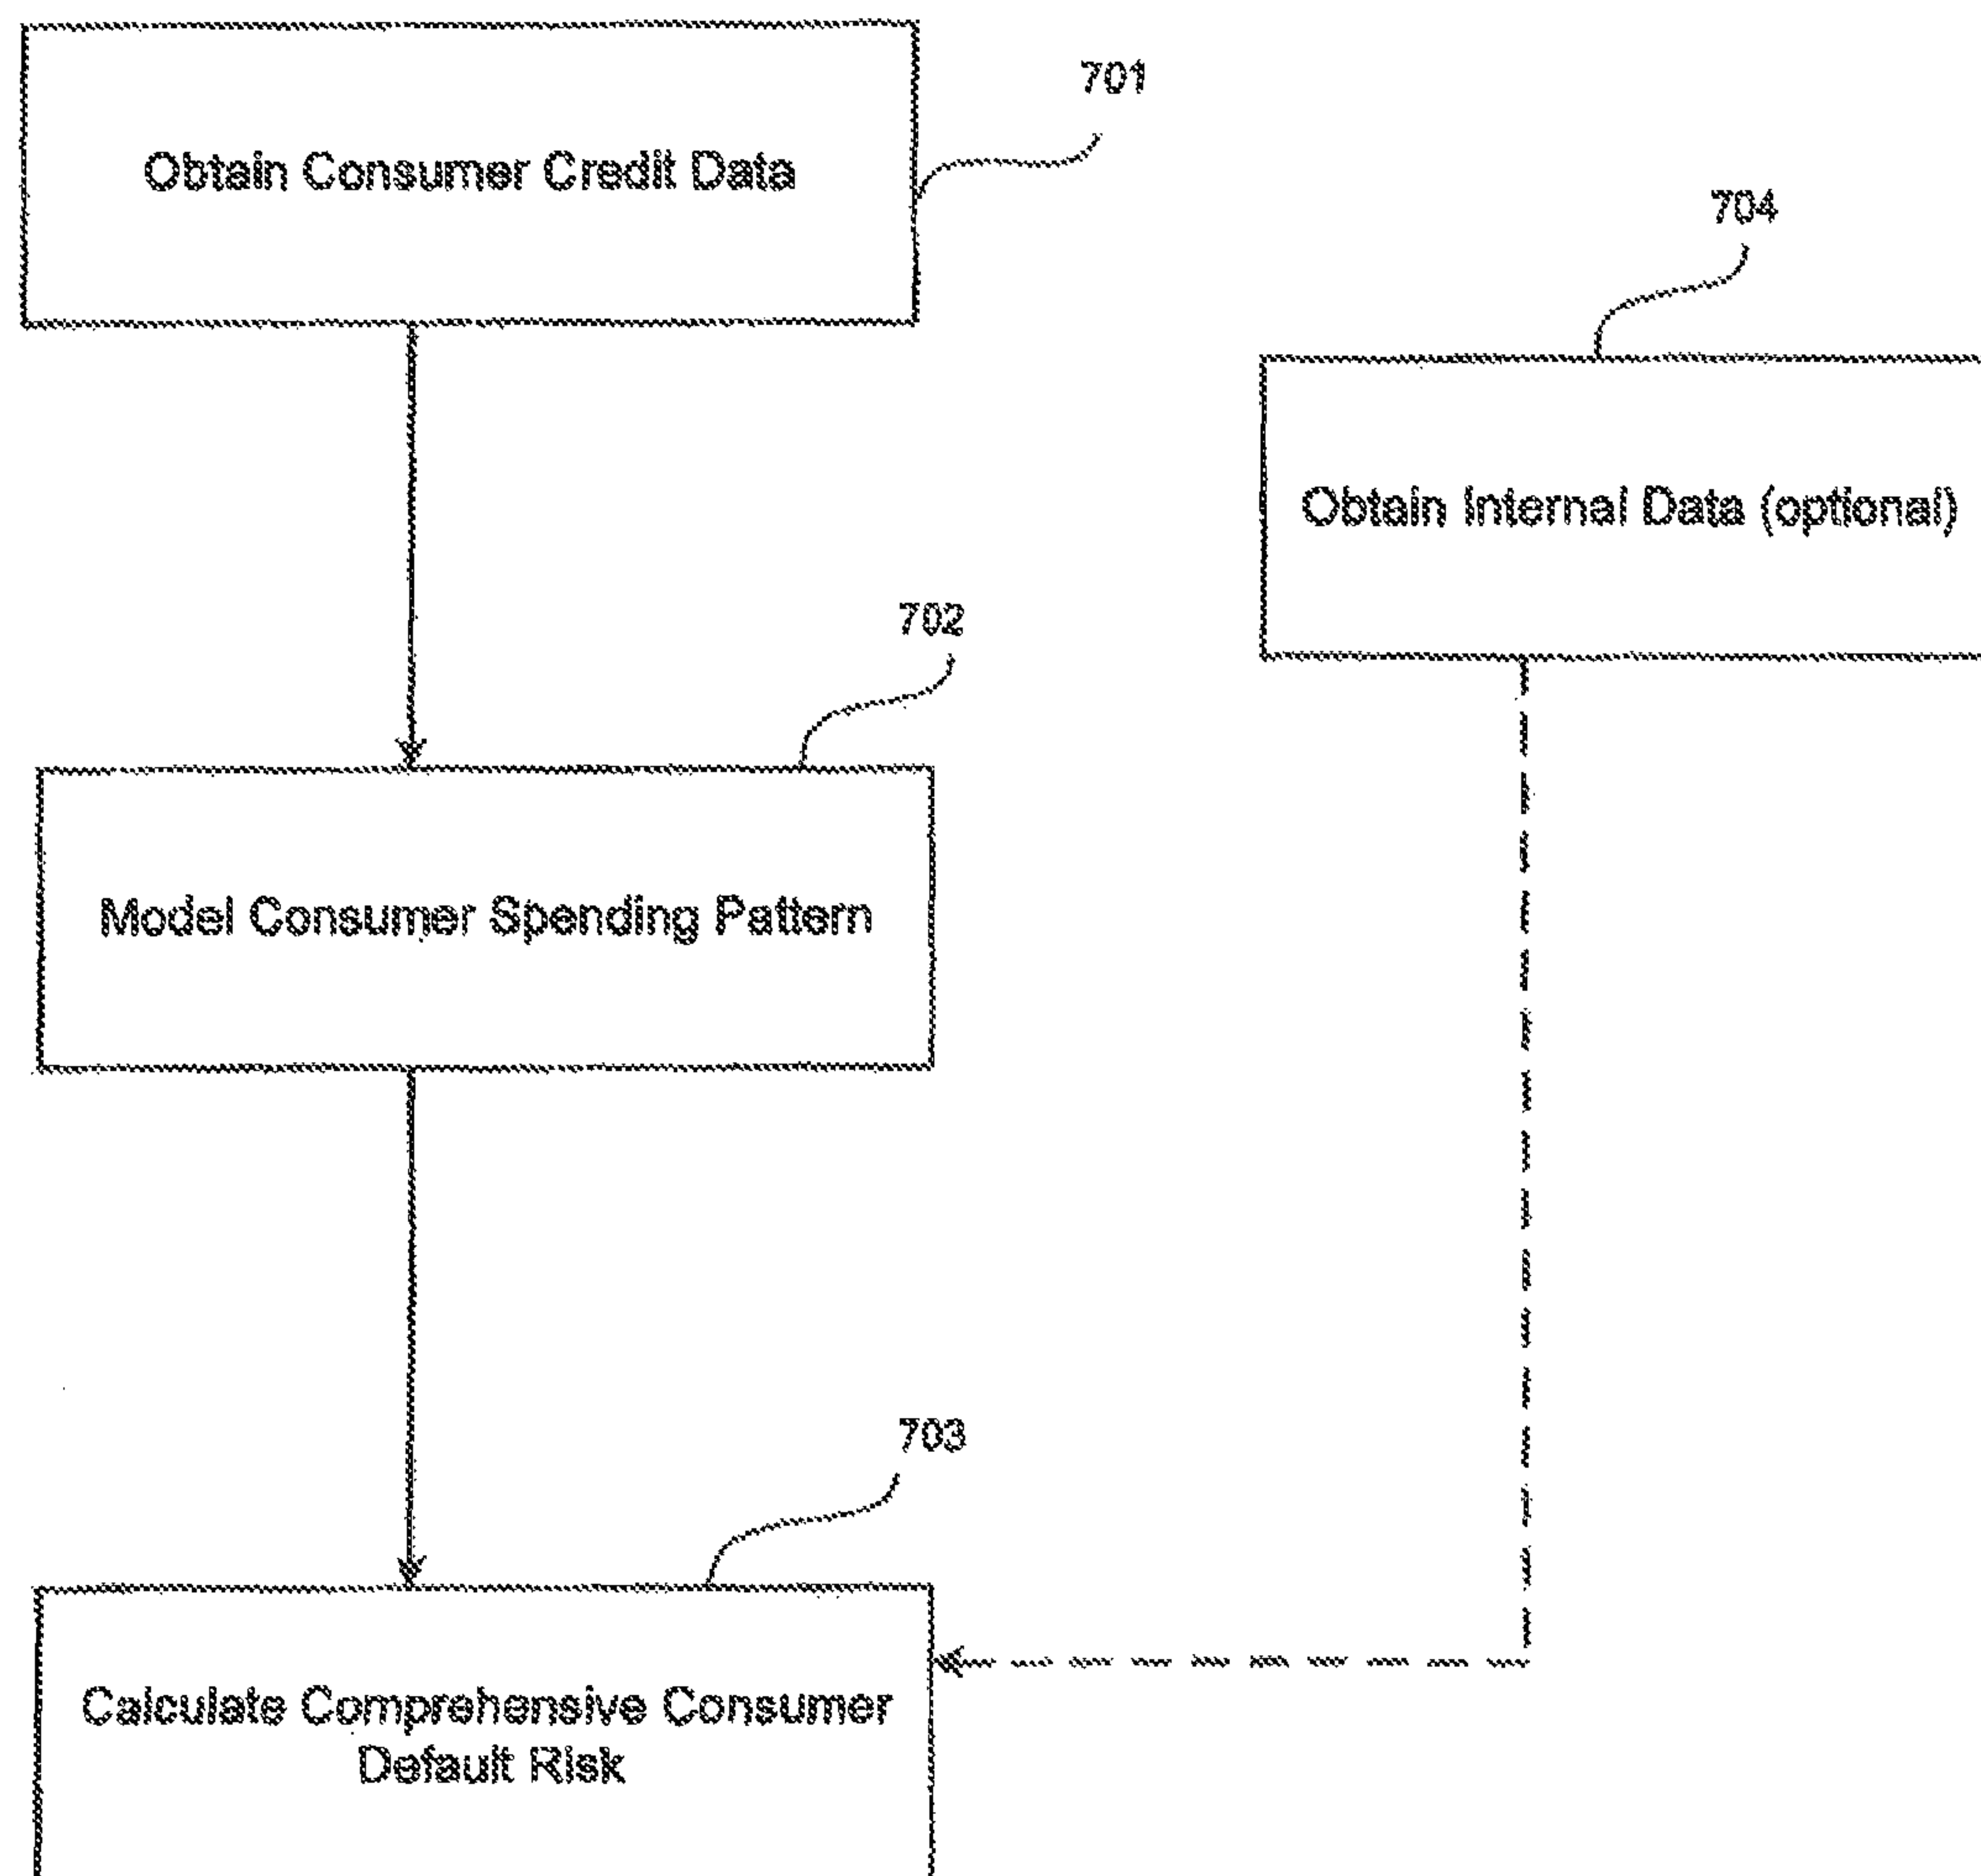 701
Obtain Consumer Credit Data
704
Obtain Internal Data (optional)
702
Model Consumer Spending Pattern
703
Calculate Comprehensive Consumer
Default Risk